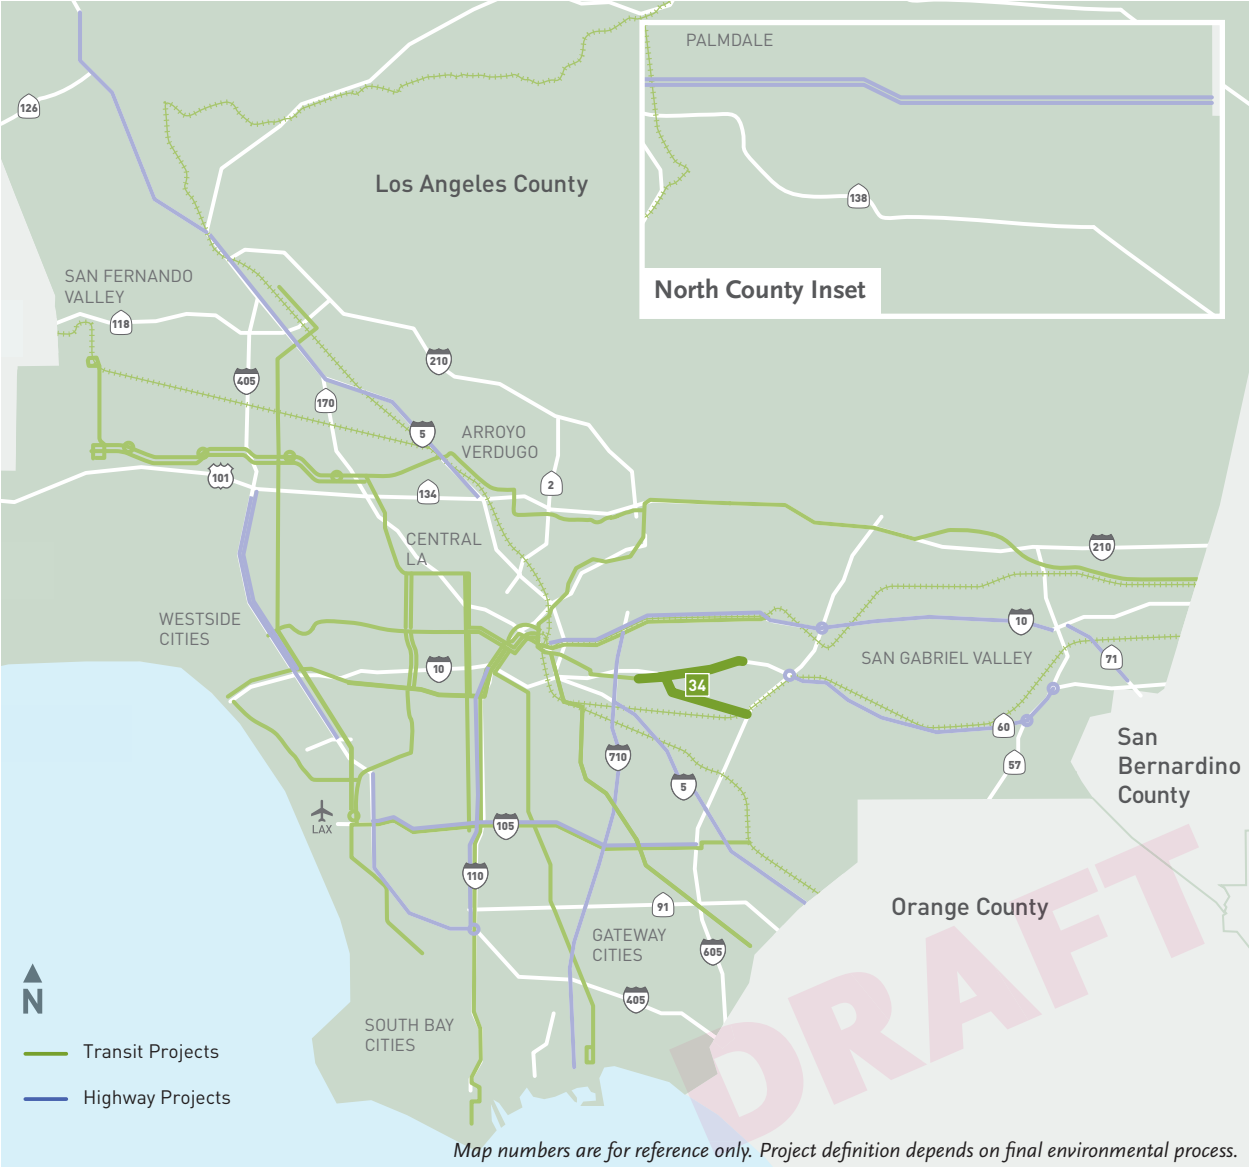 PALMDALE
126
Los Angeles County
138
North County Inset
SAN FERNANDO
VALLEY
118
210
405
170
5
ARROYO
VERDUGO
101
134
2
CENTRAL
LA
210
WESTSIDE
CITIES
10
10
SAN GABRIEL VALLEY
71
34
60
57
San
Bernardino
County
710
5
LAX
105
110
91
Orange County
GATEWAY
CITIES
605
405
N
SOUTH BAY
CITIES
Transit Projects
Highway Projects
DRAFT
Map numbers are for reference only. Project definition depends on final environmental process.